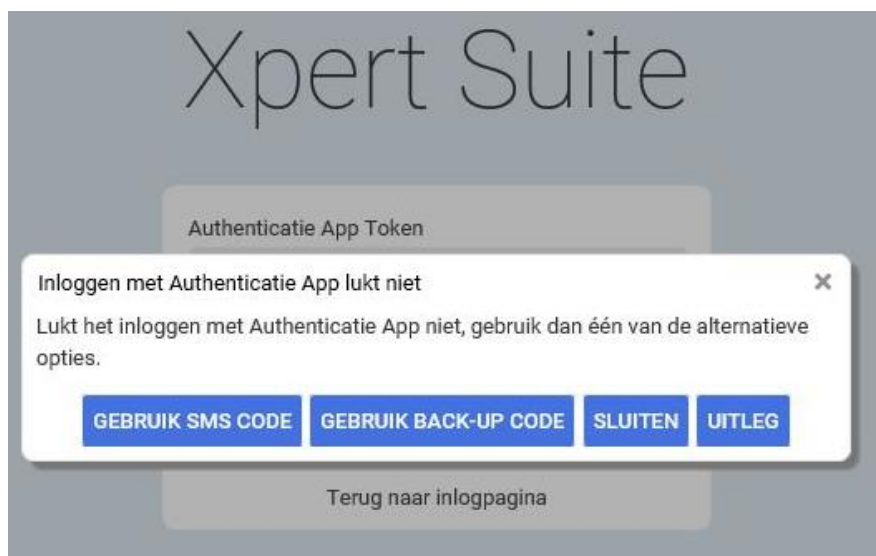 Xpert Suite
Authenticatie App Token
Inloggen met Authenticatie App lukt niet
Lukt het inloggen met Authenticatie App niet, gebruik dan één van de alternatieve
opties.
GEBRUIK SMS CODE GEBRUIK BACK-UP CODE SLUITEN UITLEG
Terug naar inlogpagina